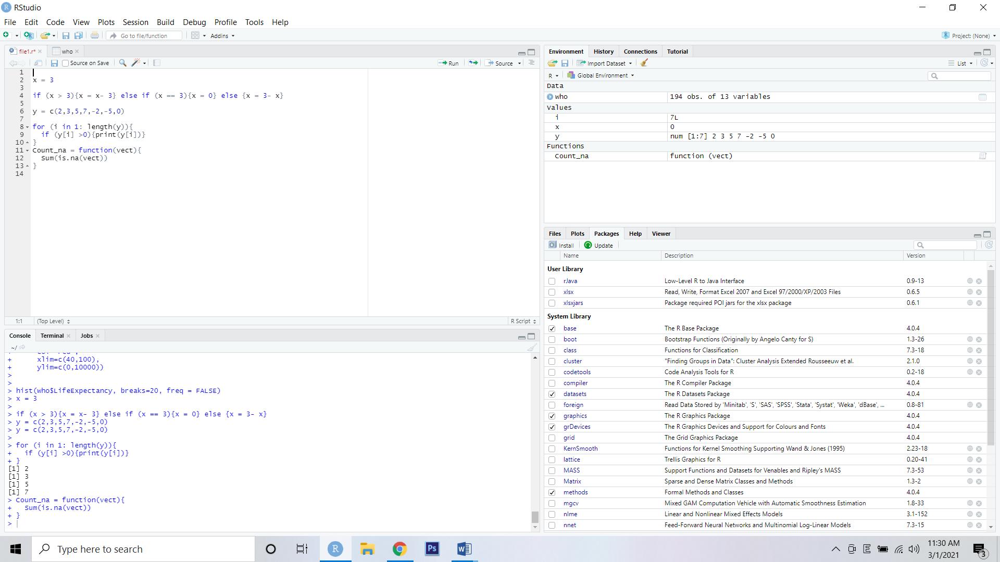 RStudio
File Edit Code View Plots Session Build Debug Profile Tools Help
Go to file/function Addins Project: (None)
file1.r* who
Source on Save Run Source
1
2 x = 3
3
4 if (x > 3){x = x- 3} else if (x == 3){x = 0} else {x = 3- x}
5
6 y = c(2,3,5,7,-2,-5,0)
7
8 for (i in 1: length(y)){
9 if (y[i] >0){print(y[i])}
10 }
11 Count_na = function(vect){
12 Sum(is.na(vect))
13 }
14
1:1 (Top Level) R Script
Console Terminal Jobs
~/
+ xlim=c(40,100),
+ ylim=c(0,10000))
>
>
> hist(who$LifeExpectancy, breaks=20, freq = FALSE)
> x = 3
>
> if (x > 3){x = x- 3} else if (x == 3){x = 0} else {x = 3- x}
> y = c(2,3,5,7,-2,-5,0)
> y = c(2,3,5,7,-2,-5,0)
>
> for (i in 1: length(y)){
+ if (y[i] >0){print(y[i])}
+ }
[1] 2
[1] 3
[1] 5
[1] 7
> Count_na = function(vect){
+ Sum(is.na(vect))
+ }
>
Environment History Connections Tutorial
Import Dataset List
R Global Environment
Data
who 194 obs. of 13 variables
Values
i 7L
x 0
y num [1:7] 2 3 5 7 -2 -5 0
Functions
Count_na function (vect)
Files Plots Packages Help Viewer
Install Update
Name Description Version
User Library
rJava Low-Level R to Java Interface 0.9-13
xlsx Read, Write, Format Excel 2007 and Excel 97/2000/XP/2003 Files 0.6.5
xlsxjars Package required POI jars for the xlsx package 0.6.1
System Library
base The R Base Package 4.0.4
boot Bootstrap Functions (Originally by Angelo Canty for S) 1.3-26
class Functions for Classification 7.3-18
cluster "Finding Groups in Data": Cluster Analysis Extended Rousseeuw et al. 2.1.0
codetools Code Analysis Tools for R 0.2-18
compiler The R Compiler Package 4.0.4
datasets The R Datasets Package 4.0.4
foreign Read Data Stored by 'Minitab', 'S', 'SAS', 'SPSS', 'Stata', 'Systat', 'Weka', 'dBase', ... 0.8-81
graphics The R Graphics Package 4.0.4
grDevices The R Graphics Devices and Support for Colours and Fonts 4.0.4
grid The Grid Graphics Package 4.0.4
KernSmooth Functions for Kernel Smoothing Supporting Wand & Jones (1995) 2.23-18
lattice Trellis Graphics for R 0.20-41
MASS Support Functions and Datasets for Venables and Ripley's MASS 7.3-53
Matrix Sparse and Dense Matrix Classes and Methods 1.3-2
methods Formal Methods and Classes 4.0.4
mgcv Mixed GAM Computation Vehicle with Automatic Smoothness Estimation 1.8-33
nlme Linear and Nonlinear Mixed Effects Models 3.1-152
nnet Feed-Forward Neural Networks and Multinomial Log-Linear Models 7.3-15
Type here to search
R
Ps
W
11:30 AM
3/1/2021
3